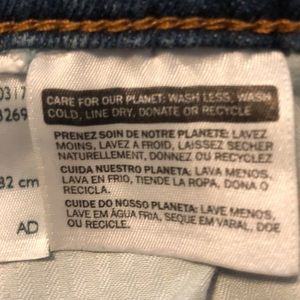 0317
3269
32 cm
AD
CARE FOR OUR PLANET: WASH LESS, WASH
COLD, LINE DRY, DONATE OR RECYCLE
PRENEZ SOIN DE NOTRE PLANETE: LAVEZ
MOINS, LAVEZ A FROID, LAISSEZ SECHER
NATURELLEMENT, DONNEZ OU RECYCLEZ
CUIDA NUESTRO PLANETA: LAVA MENOS,
LAVA EN FRIO, TIENDE LA ROPA, DONA O
RECICLA.
CUIDE DO NOSSO PLANETA: LAVE MENOS,
LAVE EM ÁGUA FRIA, SEQUE EM VARAL, DOE
OU RECICLE.